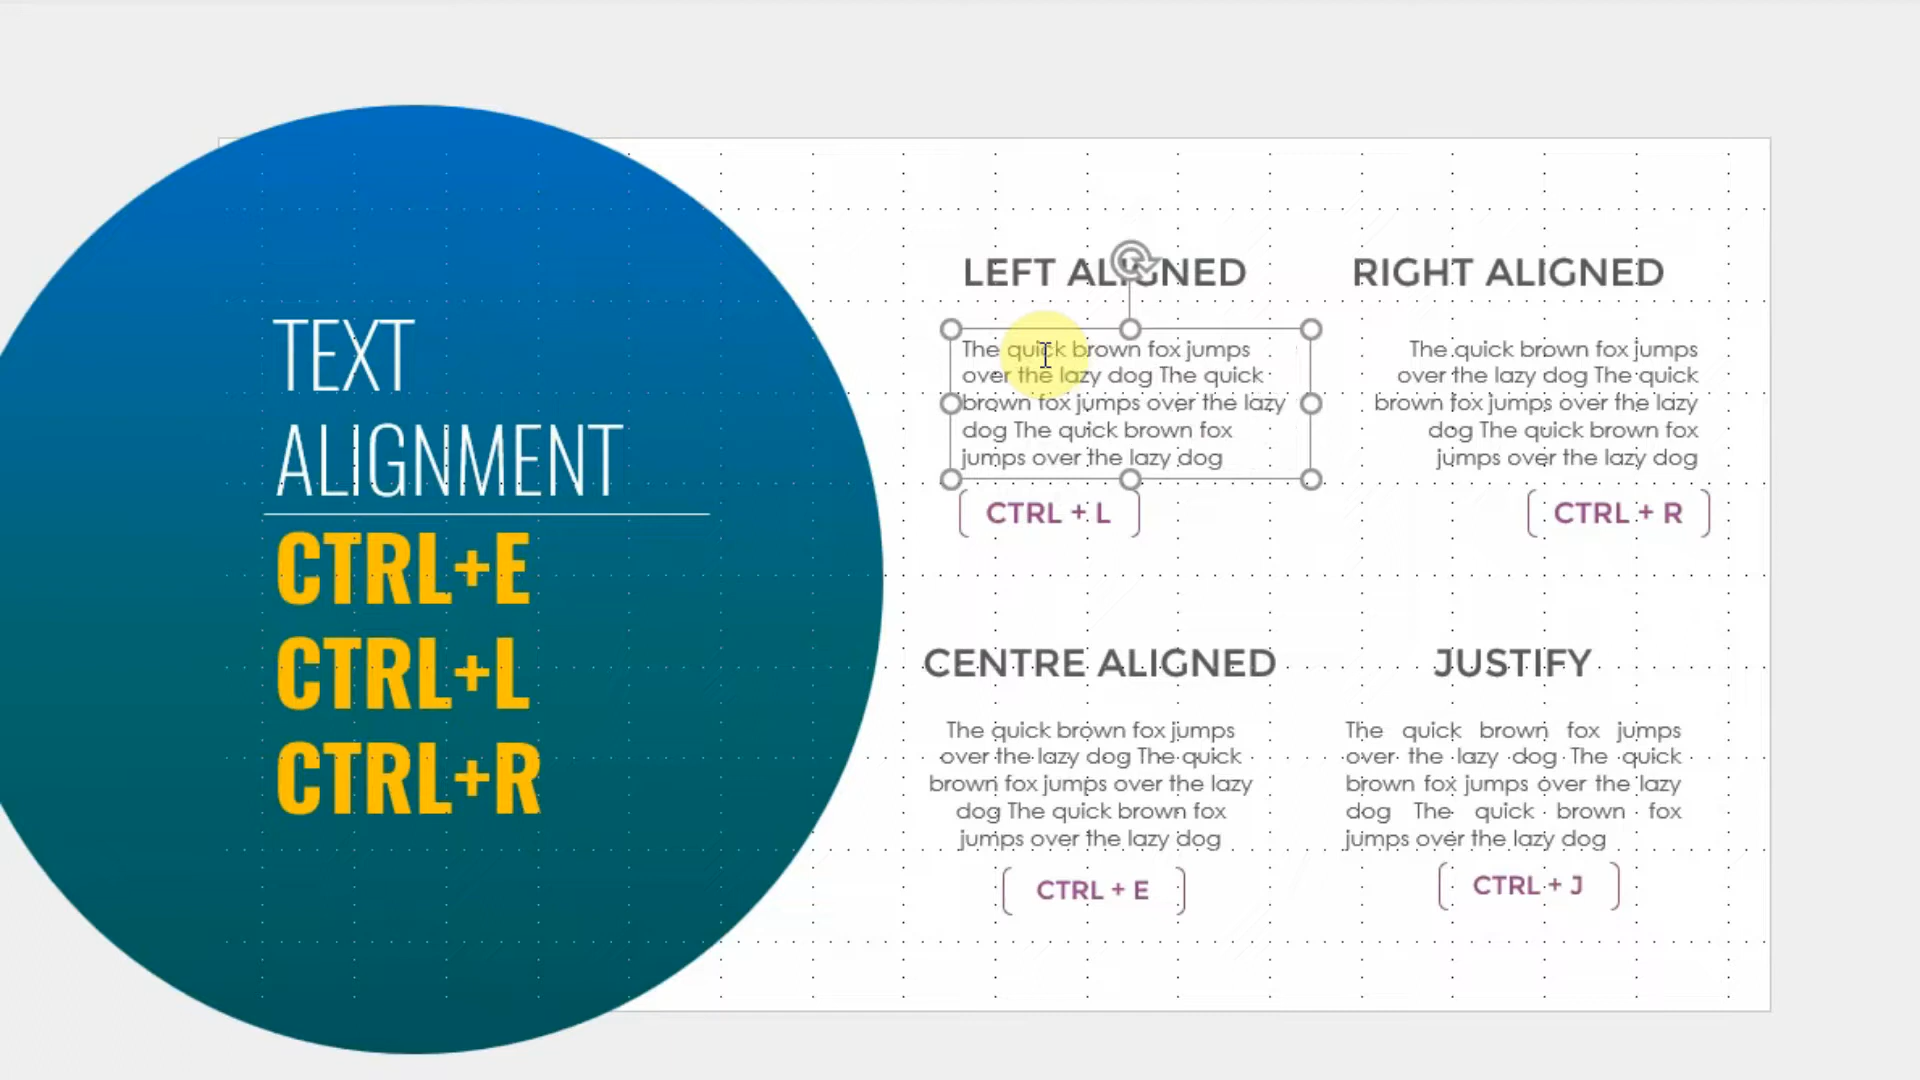 TEXT
ALIGNMENT
CTRL+E
CTRL+L
CTRL+R
LEFT ALIGNED
The quick brown fox jumps
over the lazy dog The quick
brown fox jumps over the lazy
dog The quick brown fox
jumps over the lazy dog
CTRL + L
RIGHT ALIGNED
The quick brown fox jumps
over the lazy dog The quick
brown fox jumps over the lazy
dog The quick brown fox
jumps over the lazy dog
CTRL + R
CENTRE ALIGNED
The quick brown fox jumps
over the lazy dog The quick
brown fox jumps over the lazy
dog The quick brown fox
jumps over the lazy dog
CTRL + E
JUSTIFY
The quick brown fox jumps
over the lazy dog The quick
brown fox jumps over the lazy
dog The quick brown fox
jumps over the lazy dog
CTRL + J